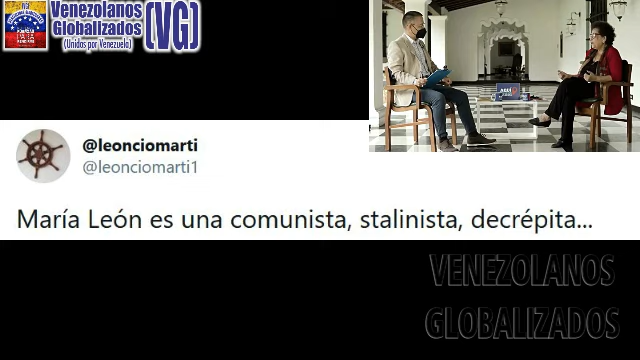 Venezolanos
Globalizados
(Unidos por Venezuela)
(VG)
@leonciomarti
@leonciomarti1
María León es una comunista, stalinista, decrépita...
VENEZOLANOS
GLOBALIZADOS